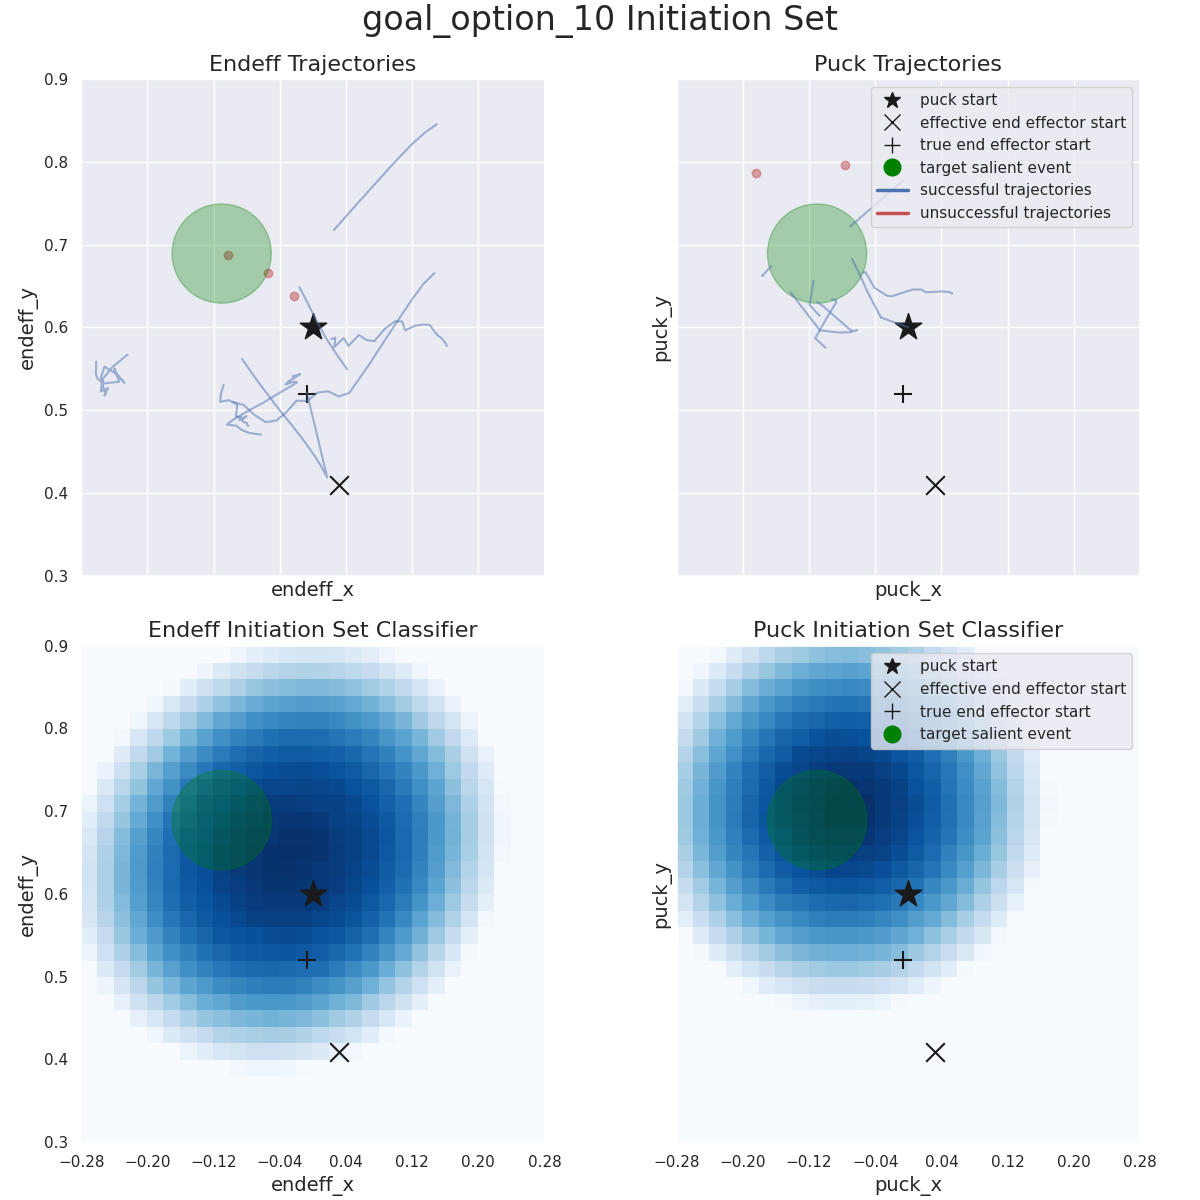 goal_option_10 Initiation Set
Endeff Trajectories
0.9
0.8
0.7
0.6
0.5
0.4
0.3
endeff_y
endeff_x
Puck Trajectories
puck start
effective end effector start
true end effector start
target salient event
successful trajectories
unsuccessful trajectories
puck_y
puck_x
Endeff Initiation Set Classifier
0.9
0.8
0.7
0.6
0.5
0.4
0.3
endeff_y
−0.28 −0.20 −0.12 −0.04 0.04 0.12 0.20 0.28
endeff_x
Puck Initiation Set Classifier
puck start
effective end effector start
true end effector start
target salient event
puck_y
−0.28 −0.20 −0.12 −0.04 0.04 0.12 0.20 0.28
puck_x